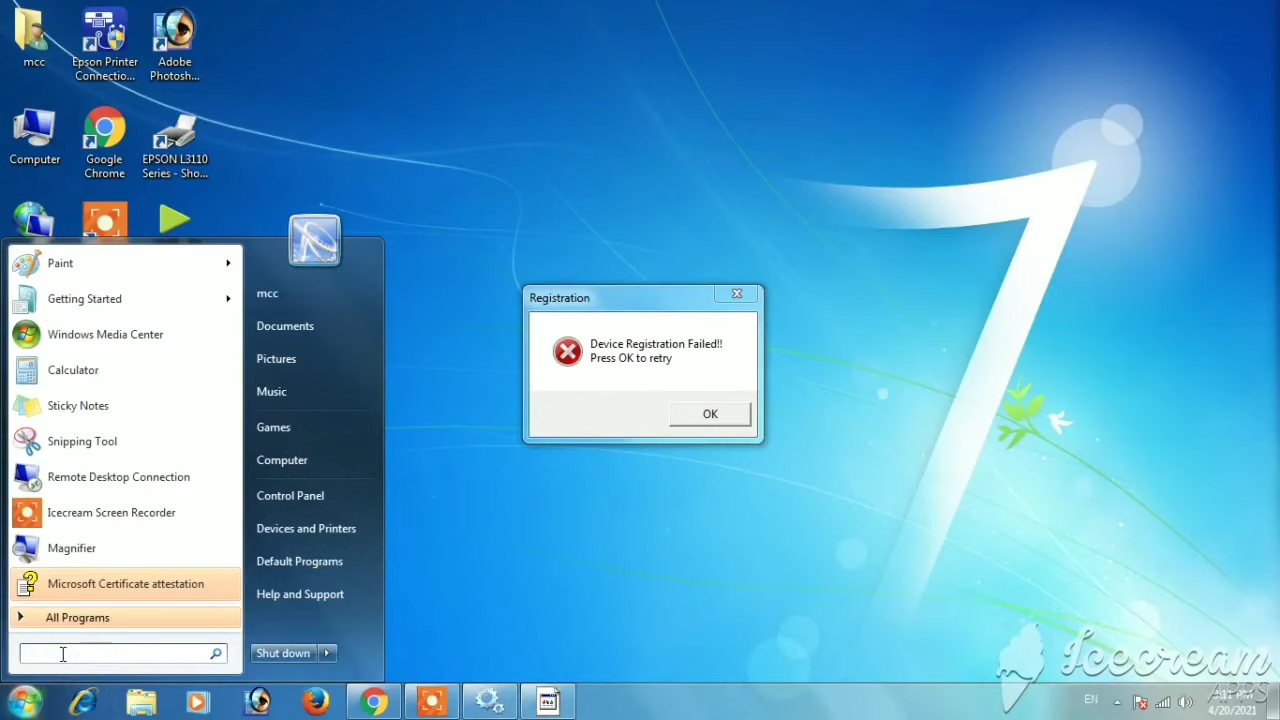 mcc
Epson Printer
Connectio...
Adobe
Photosh...
Computer
Google
Chrome
EPSON L3110
Series - Sho...
Paint
Getting Started
Windows Media Center
Calculator
Sticky Notes
Snipping Tool
Remote Desktop Connection
Icecream Screen Recorder
Magnifier
Microsoft Certificate attestation
All Programs
mcc
Documents
Pictures
Music
Games
Computer
Control Panel
Devices and Printers
Default Programs
Help and Support
Shut down
Registration
Device Registration Failed!!
Press OK to retry
OK
7
Icecream
APPS
EN
4/20/2021